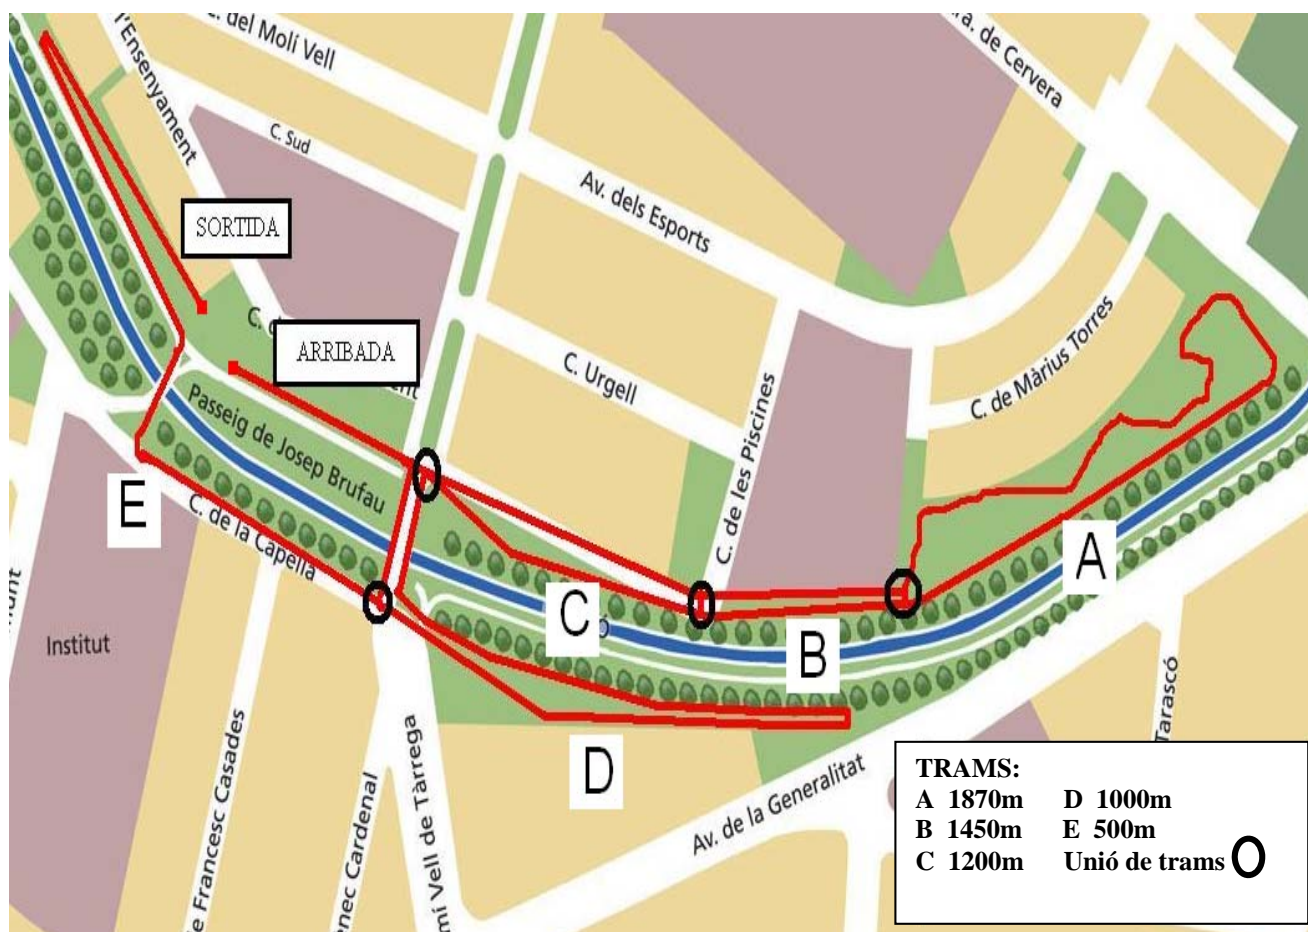 C. del Molí Vell
l'Ensenyament
C. Sud
Av. dels Esports
de Cervera
SORTIDA
ARRIBADA
C. Urgell
C. de les Piscines
C. de Màrius Torres
Passeig de Josep Brufau
E
C. de la Capella
C
B
A
Institut
D
Tarascó
Francesc Casades
Cardenal
Vell de Tàrrega
Av. de la Generalitat
TRAMS:
A 1870m D 1000m
B 1450m E 500m
C 1200m Unió de trams